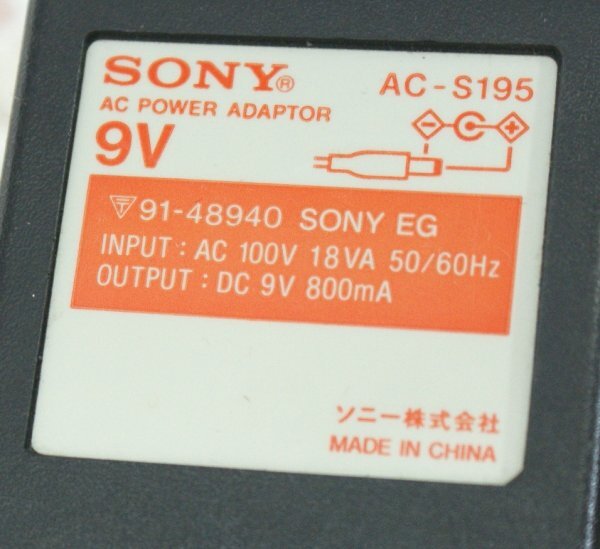 SONY®
AC-S195
AC POWER ADAPTOR
9V
91-48940 SONY EG
INPUT : AC 100V 18VA 50/60Hz
OUTPUT : DC 9V 800mA
ソニー株式会社
MADE IN CHINA